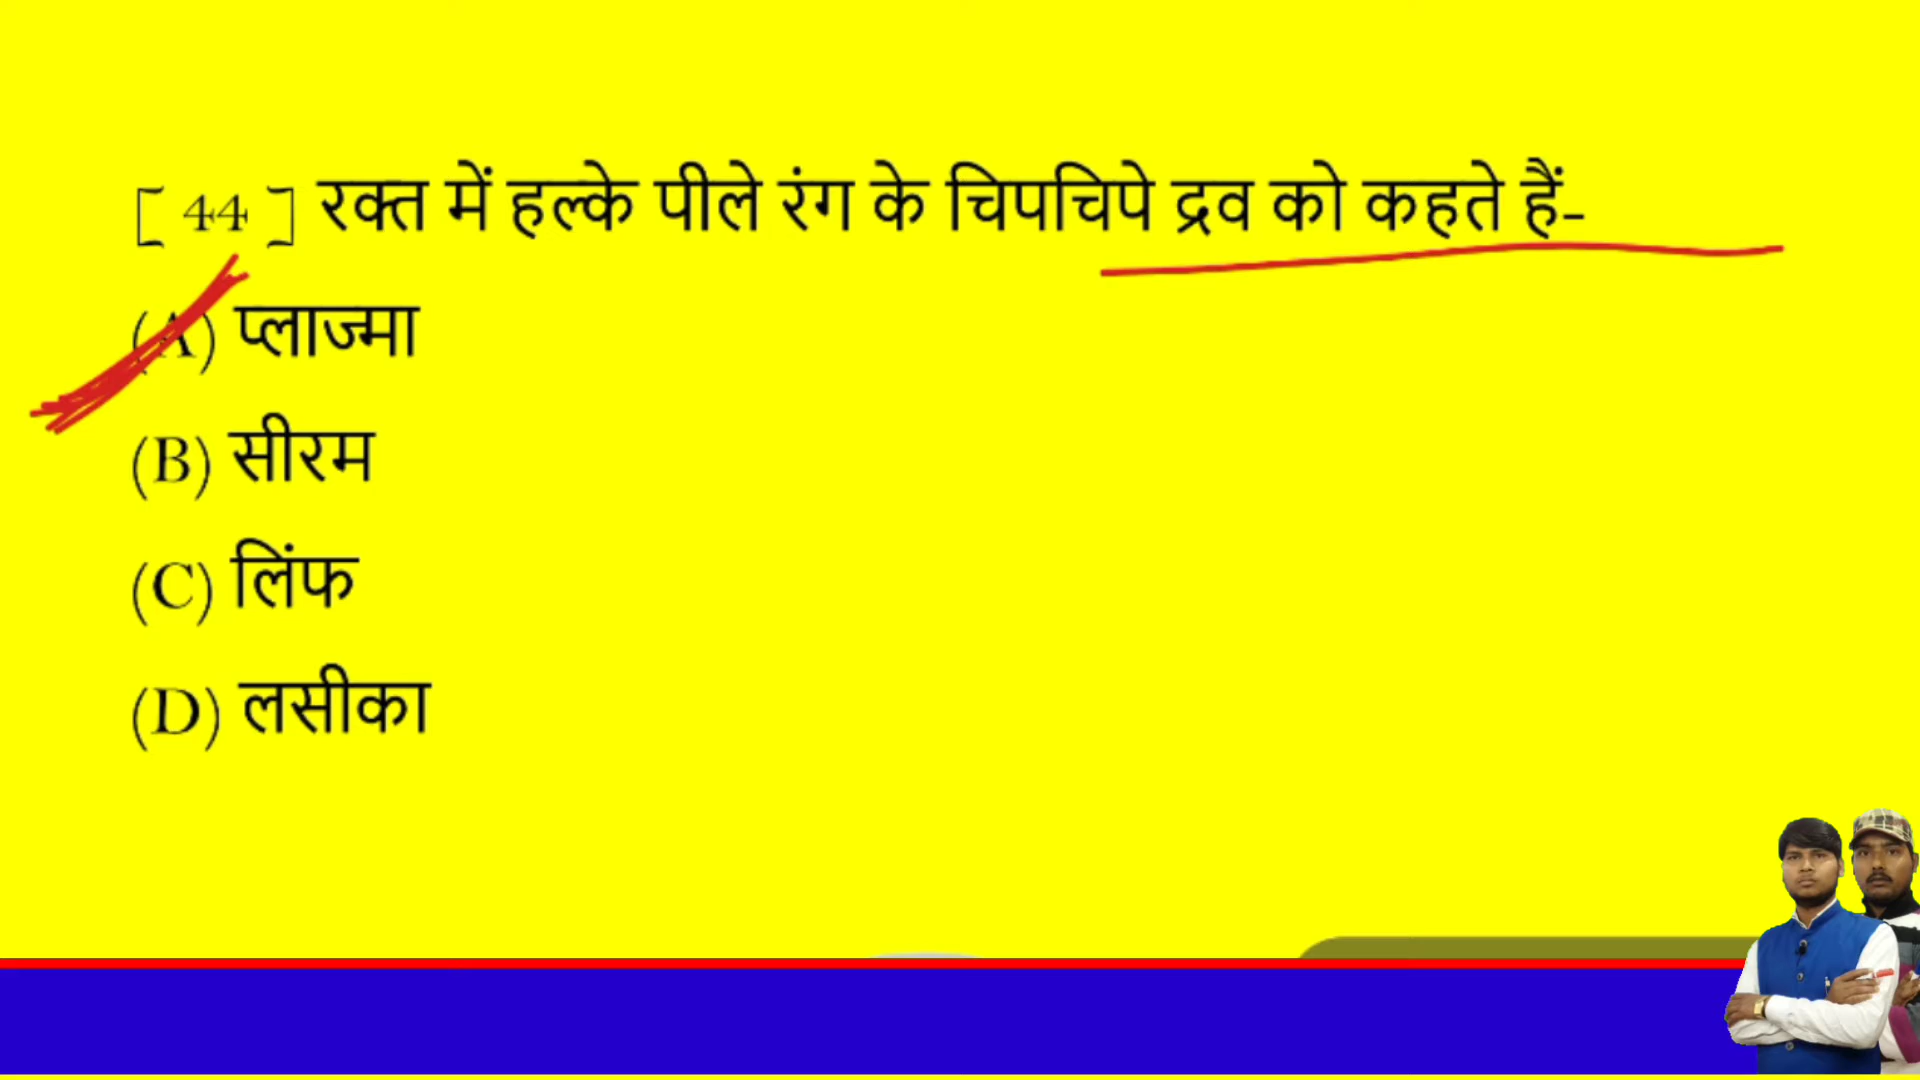 [ 44 ] रक्त में हल्के पीले रंग के चिपचिपे द्रव को कहते हैं-
(A) प्लाज्मा
(B) सीरम
(C) लिंफ
(D) लसीका